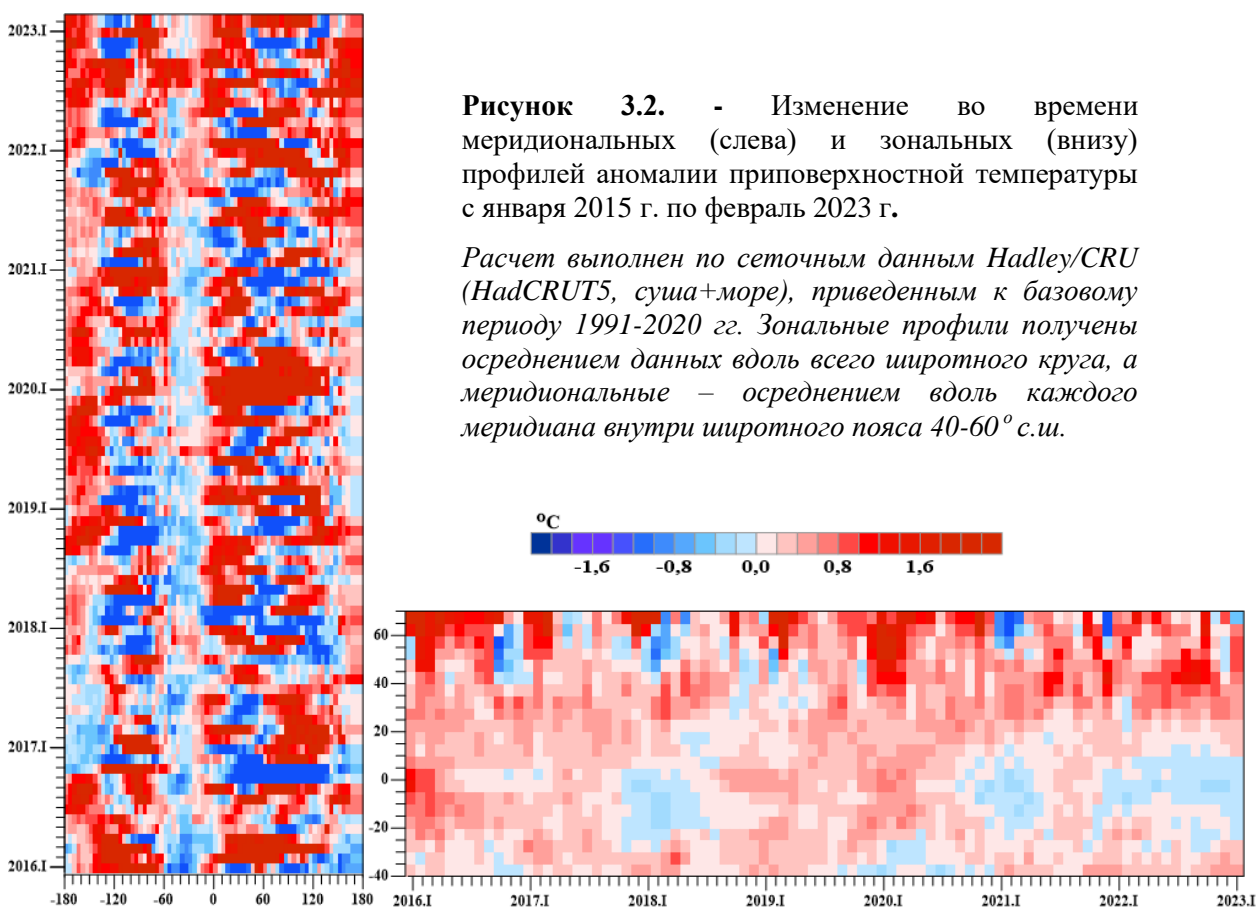 2023.I
2022.I
2021.I
2020.I
2019.I
2018.I
2017.I
2016.I
-180 -120 -60 0 60 120 180
Рисунок 3.2. - Изменение во времени
меридиональных (слева) и зональных (внизу)
профилей аномалии приповерхностной температуры
с января 2015 г. по февраль 2023 г.
Расчет выполнен по сеточным данным Hadley/CRU
(HadCRUT5, суша+море), приведенным к базовому
периоду 1991-2020 гг. Зональные профили получены
осреднением данных вдоль всего широтного круга, а
меридиональные – осреднением вдоль каждого
меридиана внутри широтного пояса 40-60º с.ш.
ºC
-1,6 -0,8 0,0 0,8 1,6
60
40
20
0
-20
-40
2016.I 2017.I 2018.I 2019.I 2020.I 2021.I 2022.I 2023.I